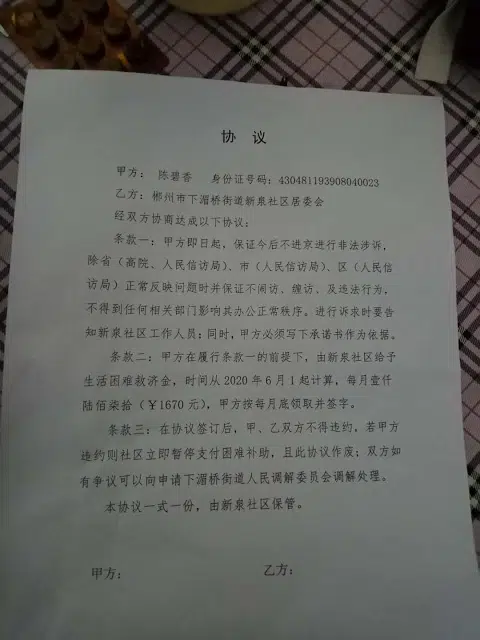 协 议
甲方： 陈碧香 身份证号码：430481193908040023
乙方：郴州市下湄桥街道新泉社区居委会
经双方协商达成以下协议：
条款一：甲方即日起，保证今后不进京进行非法涉诉，
除省（高院、人民信访局）、市（人民信访局）、区（人民信
访局）正常反映问题时并保证不闹访、缠访、及违法行为，
不得到任何相关部门影响其办公正常秩序。进行诉求时要告
知新泉社区工作人员；同时，甲方必须写下承诺书作为依据。
条款二：甲方在履行条款一的前提下，由新泉社区给予
生活困难救济金，时间从 2020 年 6 月 1 起计算，每月壹仟
陆佰柒拾（￥1670 元），甲方按每月底领取并签字。
条款三：在协议签订后，甲、乙双方不得违约，若甲方
违约则社区立即暂停支付困难补助，且此协议作废；双方如
有争议可以向申请下湄桥街道人民调解委员会调解处理。
本协议一式一份，由新泉社区保管。
甲方： 乙方：